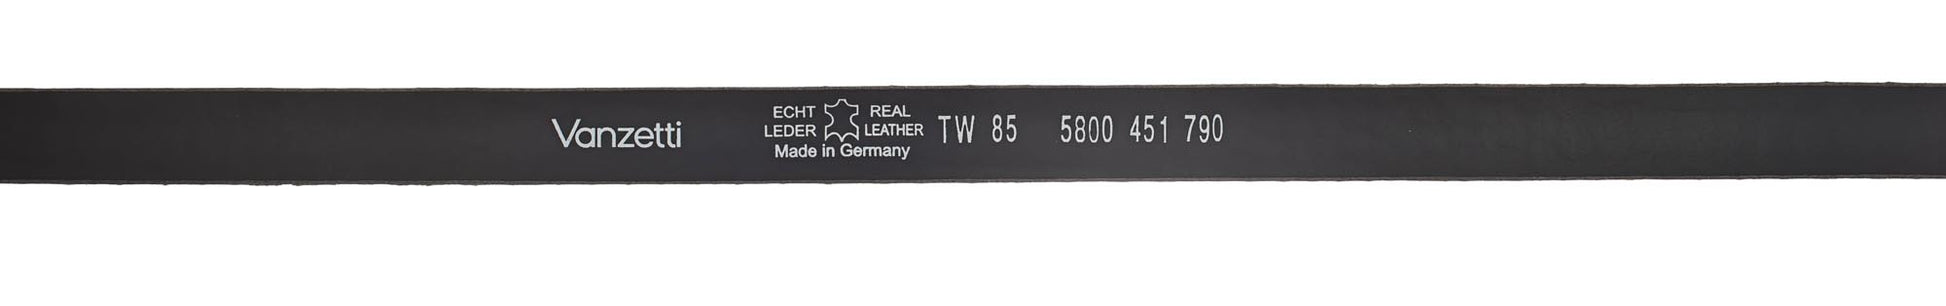 Vanzetti
ECHT REAL
LEDER LEATHER
Made in Germany
TW 85 5800 451 790